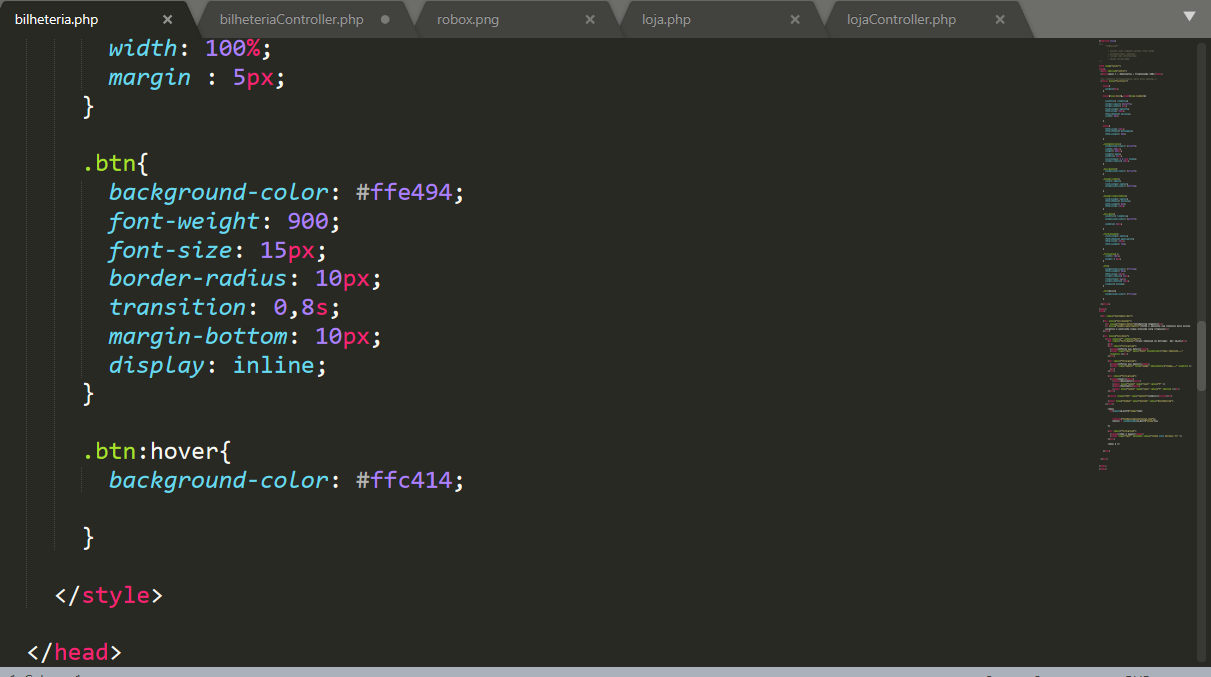 bilheteria.php × bilheteriaController.php robox.png × loja.php × lojaController.php ×
width: 100%;
margin : 5px;
}
.btn{
background-color: #ffe494;
font-weight: 900;
font-size: 15px;
border-radius: 10px;
transition: 0,8s;
margin-bottom: 10px;
display: inline;
}
.btn:hover{
background-color: #ffc414;
}
</style>
</head>